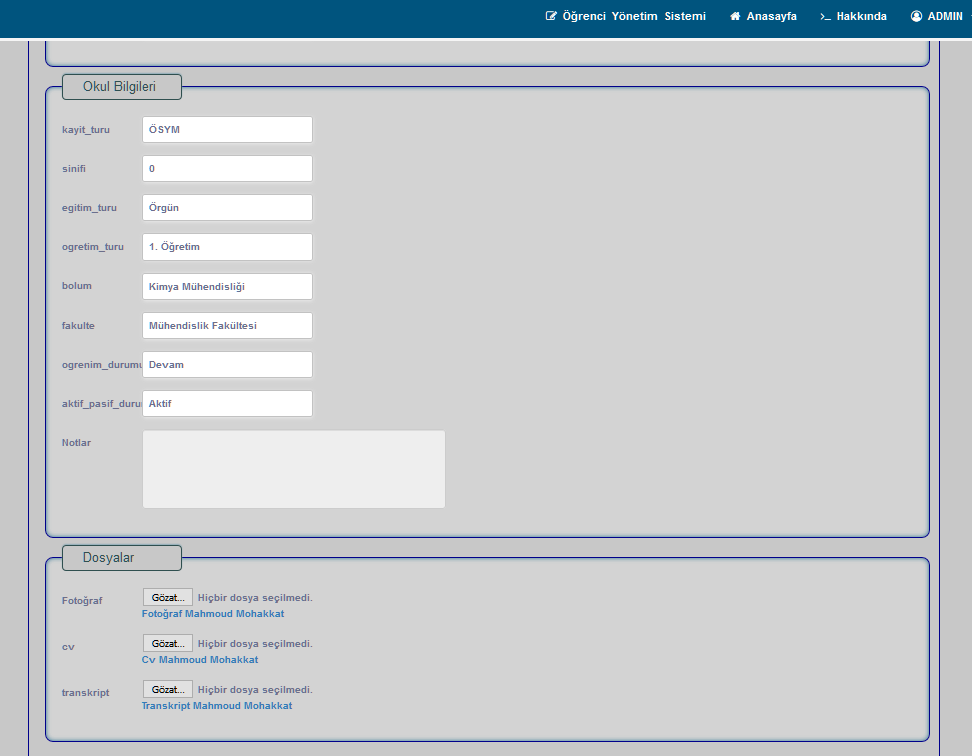 Öğrenci Yönetim Sistemi Anasayfa Hakkında ADMIN
Okul Bilgileri
kayit_turu ÖSYM
sinifi 0
egitim_turu Örgün
ogretim_turu 1. Öğretim
bolum Kimya Mühendisliği
fakulte Mühendislik Fakültesi
ogrenim_durumu Devam
aktif_pasif_duru Aktif
Notlar
Dosyalar
Fotoğraf Gözat... Hiçbir dosya seçilmedi.
Fotoğraf Mahmoud Mohakkat
cv Gözat... Hiçbir dosya seçilmedi.
Cv Mahmoud Mohakkat
transkript Gözat... Hiçbir dosya seçilmedi.
Transkript Mahmoud Mohakkat